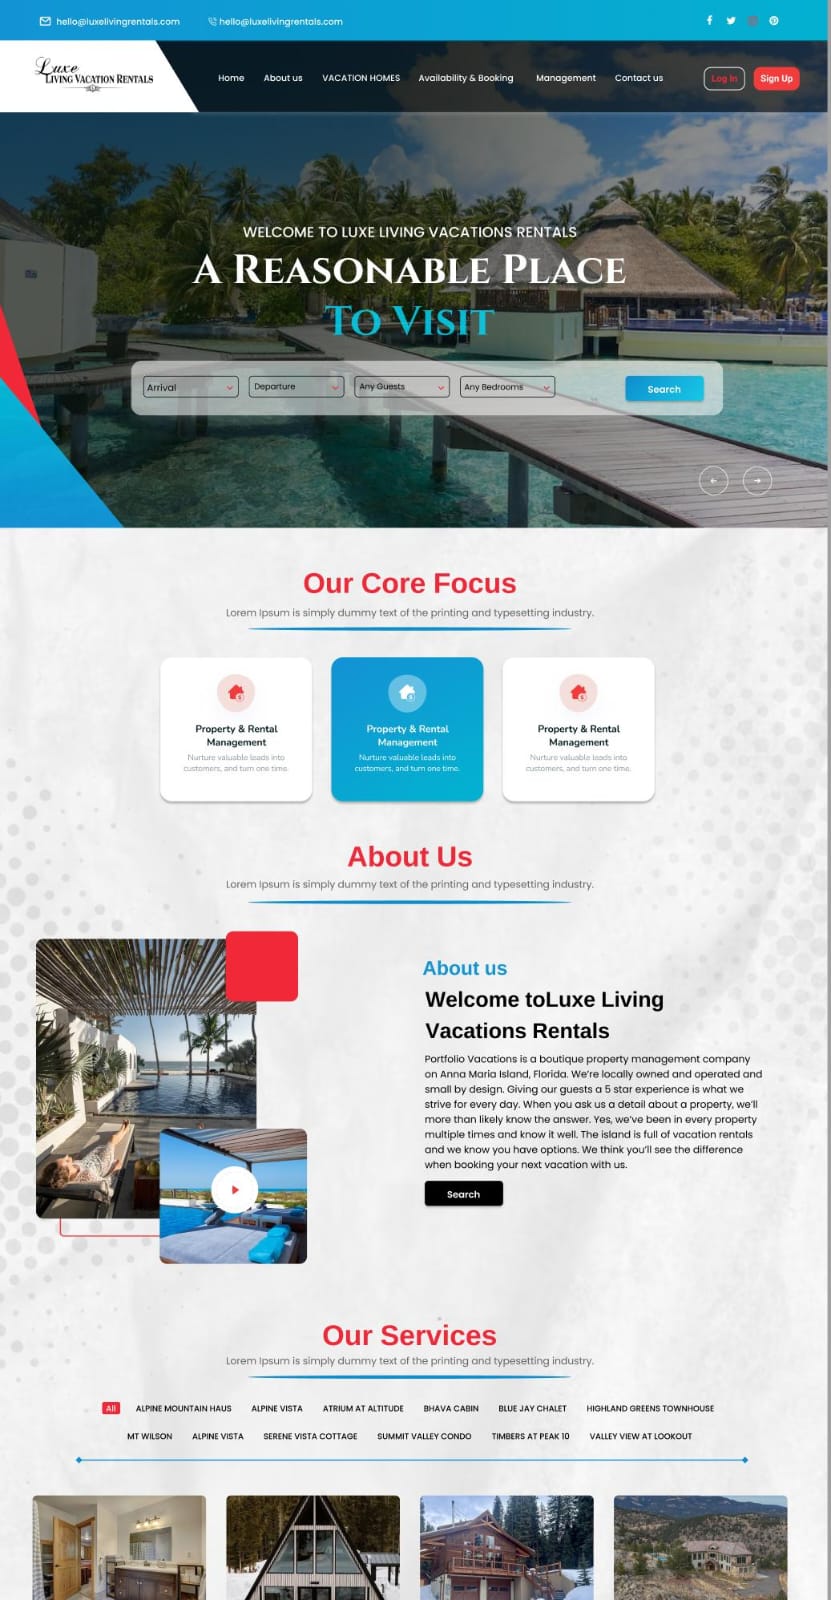 hello@luxelivingrentals.com
hello@luxelivingrentals.com
Luxe
LIVING VACATION RENTALS
Home
About us
VACATION HOMES
Availability & Booking
Management
Contact us
Log In
Sign Up
WELCOME TO LUXE LIVING VACATIONS RENTALS
A REASONABLE PLACE
TO VISIT
Arrival
Departure
Any Guests
Any Bedrooms
Search
Our Core Focus
Lorem Ipsum is simply dummy text of the printing and typesetting industry.
Property & Rental
Management
Nurture valuable leads into
customers, and turn one time.
Property & Rental
Management
Nurture valuable leads into
customers, and turn one time.
Property & Rental
Management
Nurture valuable leads into
customers, and turn one time.
About Us
Lorem Ipsum is simply dummy text of the printing and typesetting industry.
About us
Welcome toLuxe Living
Vacations Rentals
Portfolio Vacations is a boutique property management company
on Anna Maria Island, Florida. We're locally owned and operated and
small by design. Giving our guests a 5 star experience is what we
strive for every day. When you ask us a detail about a property, we'll
more than likely know the answer. Yes, we've been in every property
multiple times and know it well. The island is full of vacation rentals
and we know you have options. We think you'll see the difference
when booking your next vacation with us.
Search
Our Services
Lorem Ipsum is simply dummy text of the printing and typesetting industry.
All
ALPINE MOUNTAIN HAUS
ALPINE VISTA
ATRIUM AT ALTITUDE
BHAVA CABIN
BLUE JAY CHALET
HIGHLAND GREENS TOWNHOUSE
MT WILSON
ALPINE VISTA
SERENE VISTA COTTAGE
SUMMIT VALLEY CONDO
TIMBERS AT PEAK 10
VALLEY VIEW AT LOOKOUT